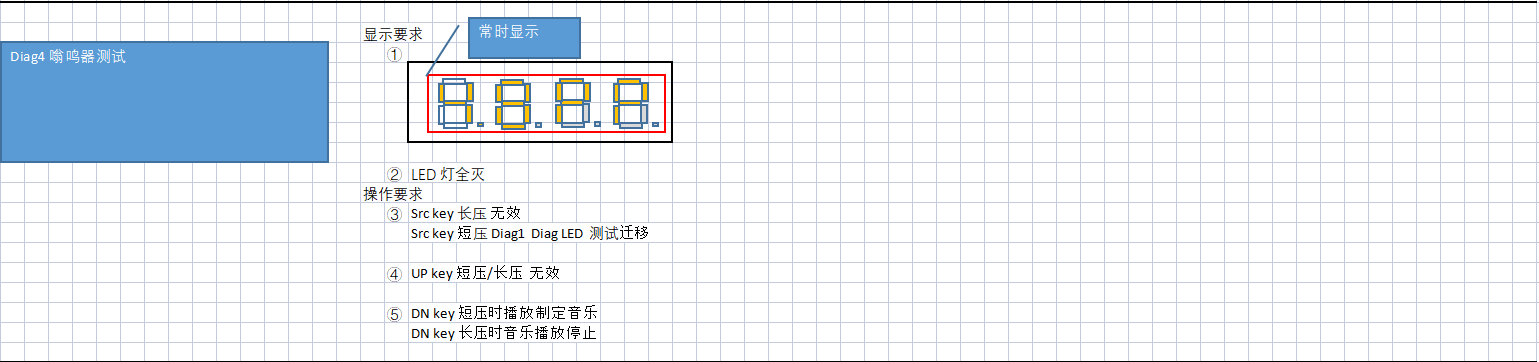 Diag4 嗡鸣器测试
显示要求
常时显示
①
② LED 灯全灭
操作要求
③ Src key 长压 无效
Src key 短压 Diag1 Diag LED 测试迁移
④ UP key 短压/长压 无效
⑤ DN key 短压时播放制定音乐
DN key 长压时音乐播放停止